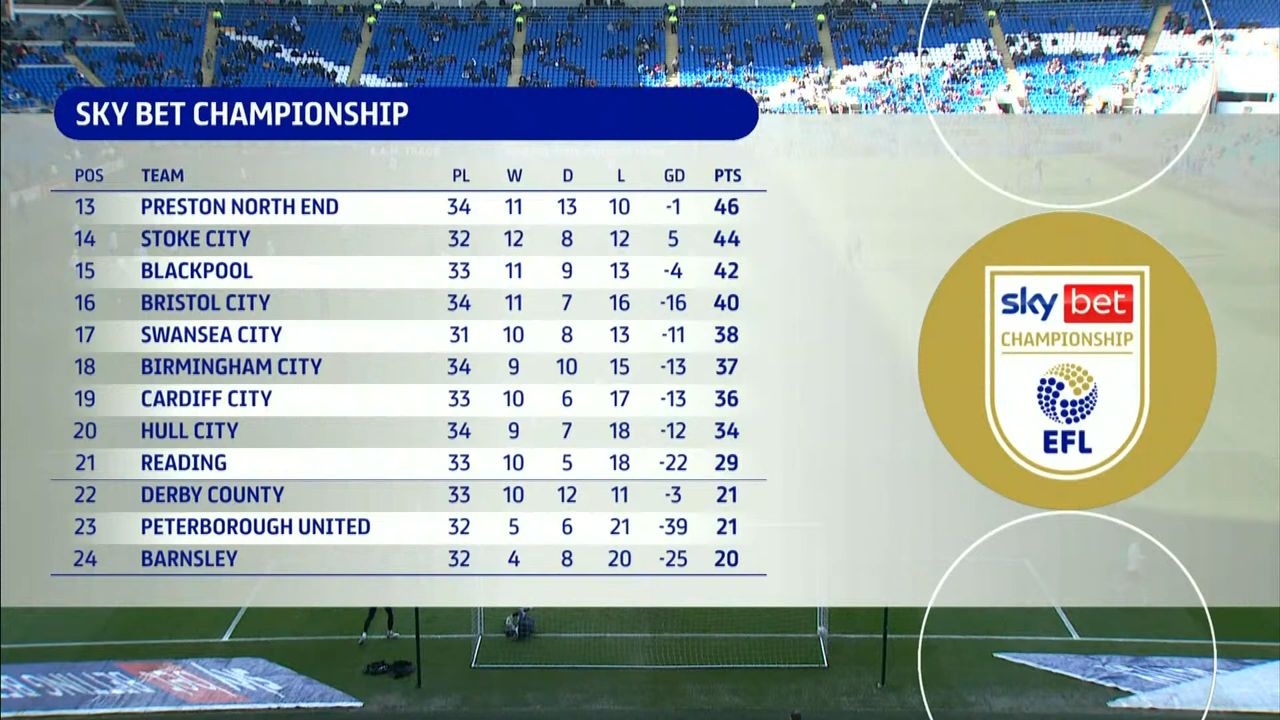 SKY BET CHAMPIONSHIP
POS TEAM PL W D L GD PTS
13 PRESTON NORTH END 34 11 13 10 -1 46
14 STOKE CITY 32 12 8 12 5 44
15 BLACKPOOL 33 11 9 13 -4 42
16 BRISTOL CITY 34 11 7 16 -16 40
17 SWANSEA CITY 31 10 8 13 -11 38
18 BIRMINGHAM CITY 34 9 10 15 -13 37
19 CARDIFF CITY 33 10 6 17 -13 36
20 HULL CITY 34 9 7 18 -12 34
21 READING 33 10 5 18 -22 29
22 DERBY COUNTY 33 10 12 11 -3 21
23 PETERBOROUGH UNITED 32 5 6 21 -39 21
24 BARNSLEY 32 4 8 20 -25 20
sky bet
CHAMPIONSHIP
EFL